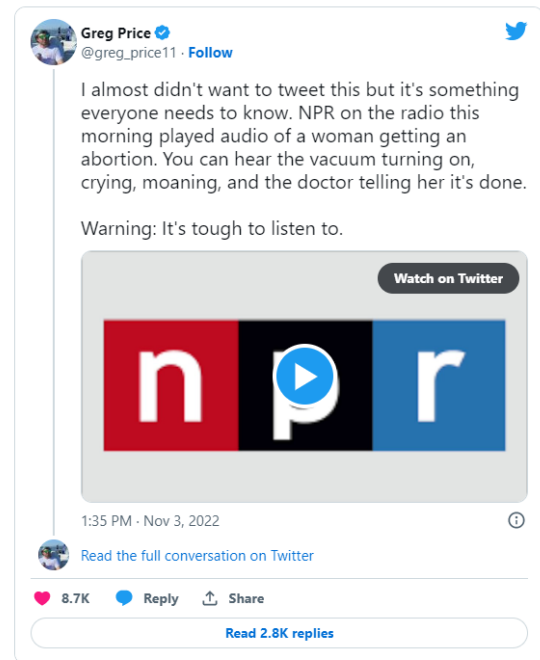 Greg Price
@greg_price11 · Follow
I almost didn't want to tweet this but it's something
everyone needs to know. NPR on the radio this
morning played audio of a woman getting an
abortion. You can hear the vacuum turning on,
crying, moaning, and the doctor telling her it's done.
Warning: It's tough to listen to.
Watch on Twitter
npr
1:35 PM · Nov 3, 2022
Read the full conversation on Twitter
8.7K Reply Share
Read 2.8K replies